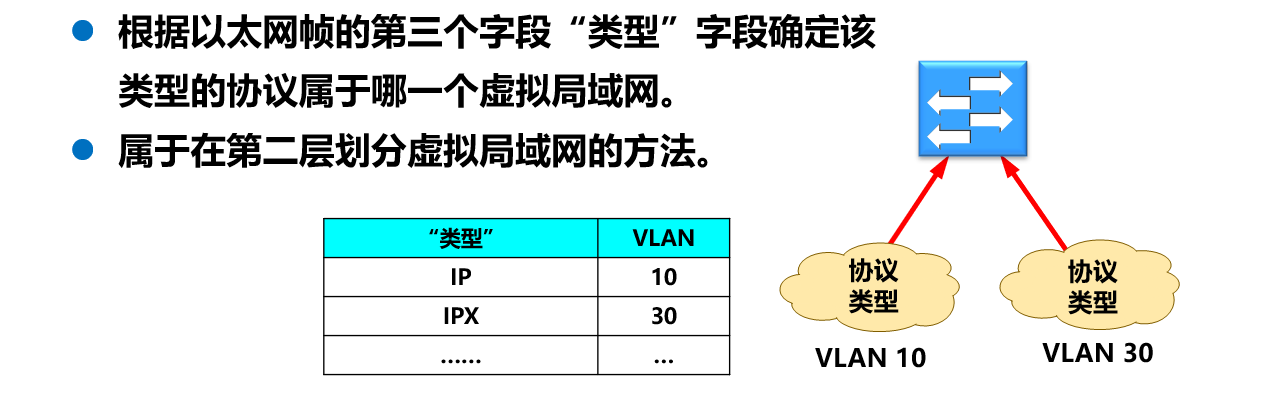 根据以太网帧的第三个字段“类型”字段确定该
类型的协议属于哪一个虚拟局域网。
属于在第二层划分虚拟局域网的方法。
“类型” VLAN
IP 10
IPX 30
…… …
协议
类型
VLAN 10
协议
类型
VLAN 30